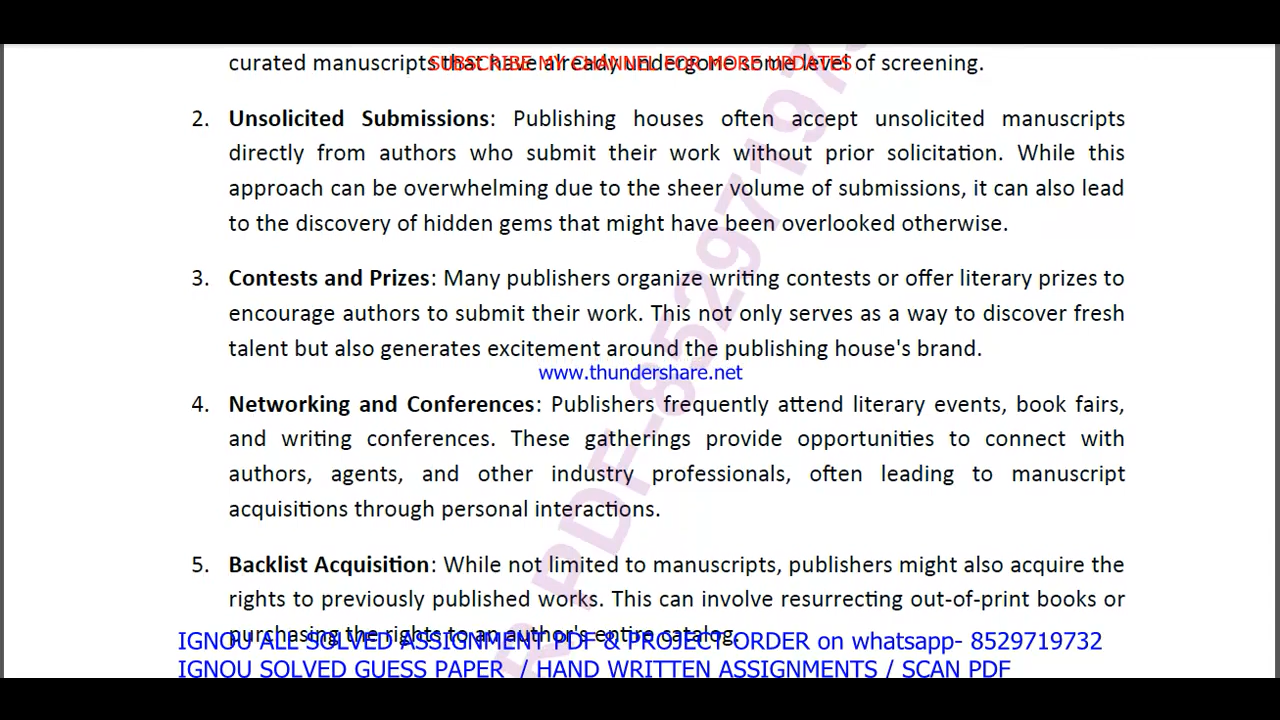 curated manuscripts that have already undergone some level of screening.
SUBSCRIBE MY CHANNEL FOR MORE UPDATES
2. Unsolicited Submissions: Publishing houses often accept unsolicited manuscripts
directly from authors who submit their work without prior solicitation. While this
approach can be overwhelming due to the sheer volume of submissions, it can also lead
to the discovery of hidden gems that might have been overlooked otherwise.
3. Contests and Prizes: Many publishers organize writing contests or offer literary prizes to
encourage authors to submit their work. This not only serves as a way to discover fresh
talent but also generates excitement around the publishing house's brand.
www.thundershare.net
4. Networking and Conferences: Publishers frequently attend literary events, book fairs,
and writing conferences. These gatherings provide opportunities to connect with
authors, agents, and other industry professionals, often leading to manuscript
acquisitions through personal interactions.
5. Backlist Acquisition: While not limited to manuscripts, publishers might also acquire the
rights to previously published works. This can involve resurrecting out-of-print books or
purchasing the rights to an author's entire catalog.
IGNOU ALL SOLVED ASSIGNMENT PDF & PROJECT ORDER on whatsapp- 8529719732
IGNOU SOLVED GUESS PAPER / HAND WRITTEN ASSIGNMENTS / SCAN PDF
R PDF-852971973